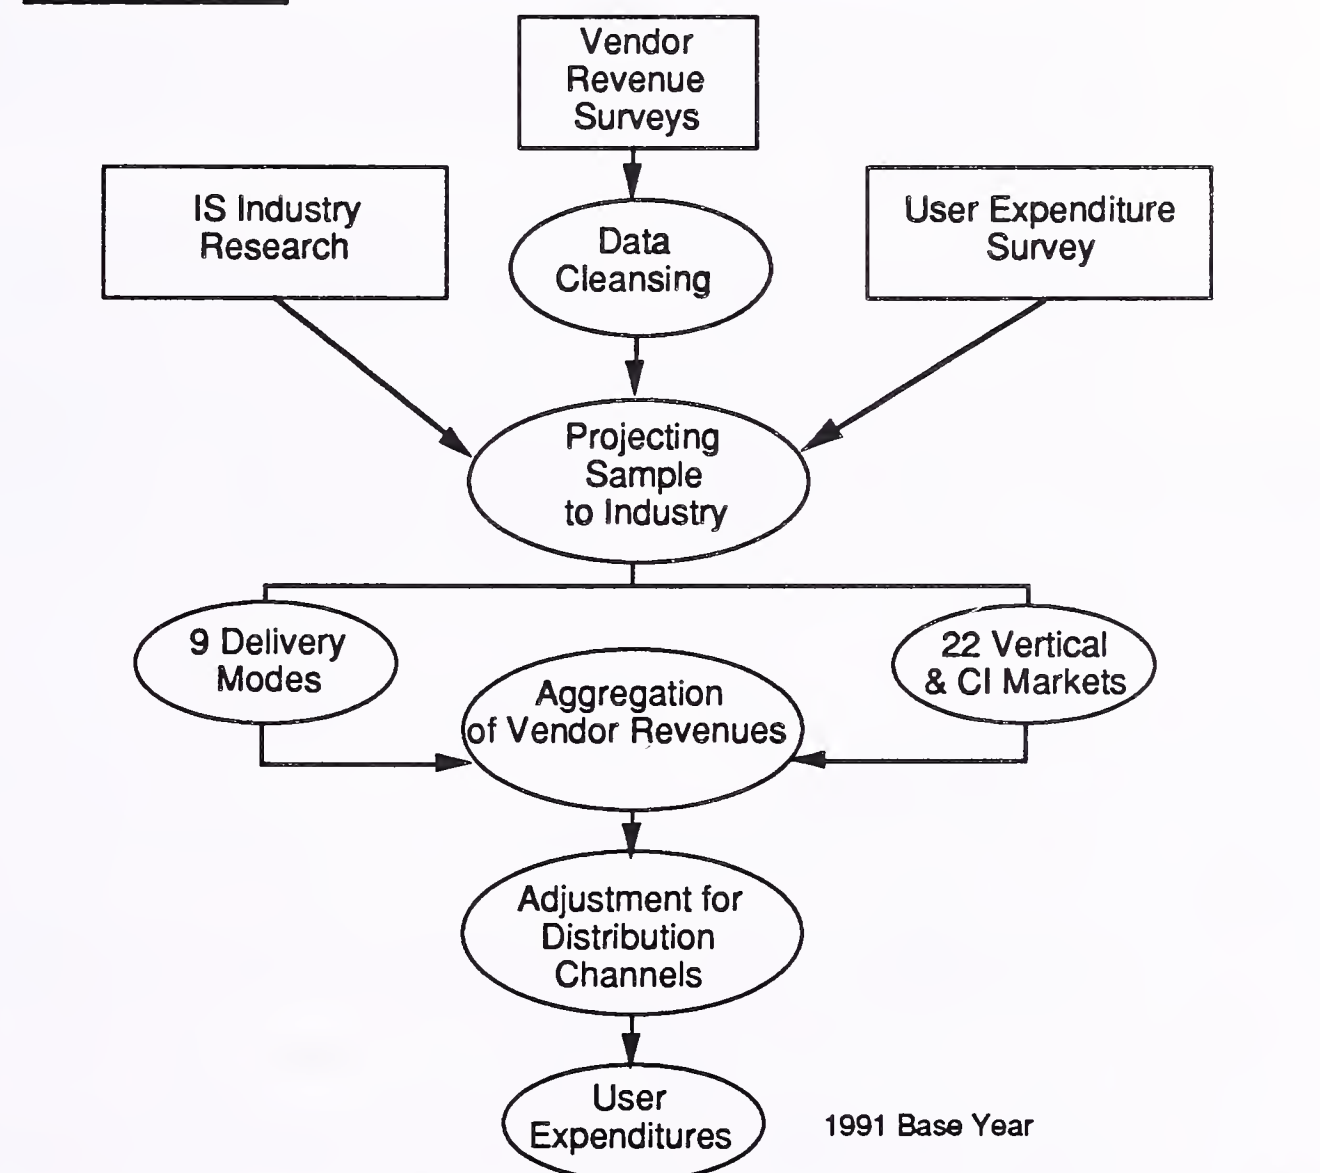 Vendor
Revenue
Surveys
IS Industry
Research
Data
Cleansing
User Expenditure
Survey
Projecting
Sample
to Industry
9 Delivery
Modes
Aggregation
of Vendor Revenues
22 Vertical
& CI Markets
Adjustment for
Distribution
Channels
User
Expenditures
1991 Base Year